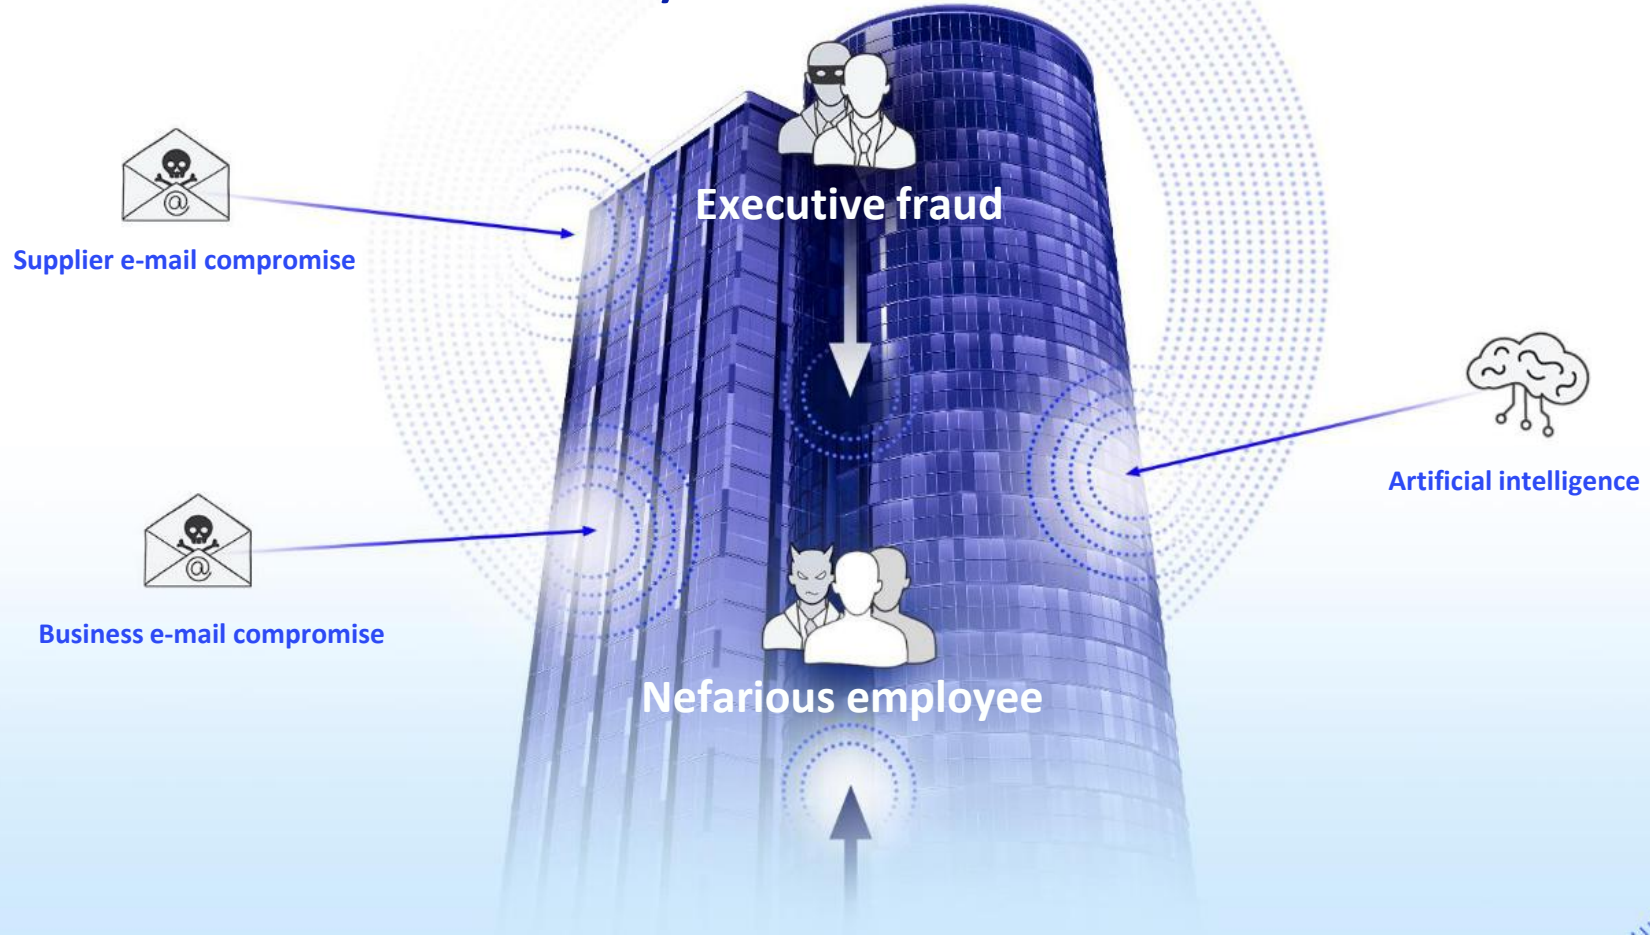 Executive fraud
Supplier e-mail compromise
Artificial intelligence
Business e-mail compromise
Nefarious employee